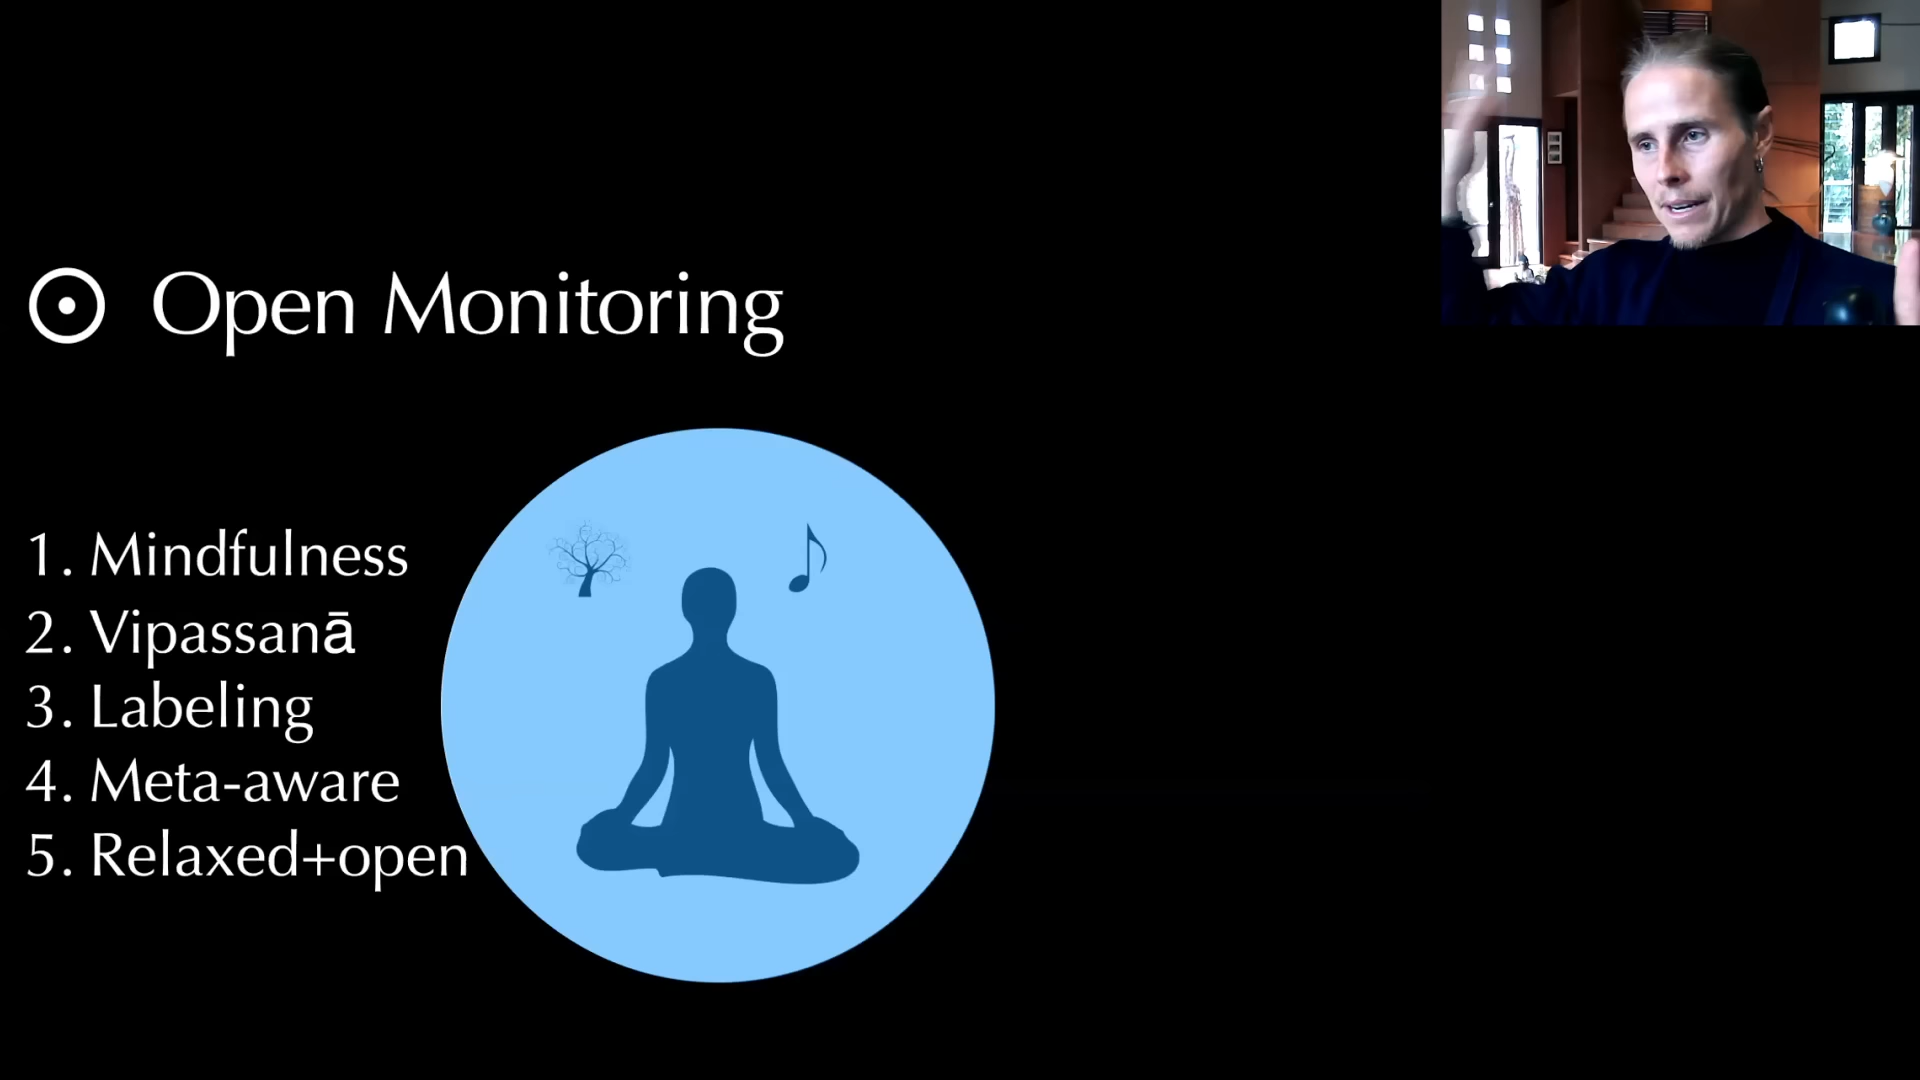 Open Monitoring
1. Mindfulness
2. Vipassanā
3. Labeling
4. Meta-aware
5. Relaxed+open